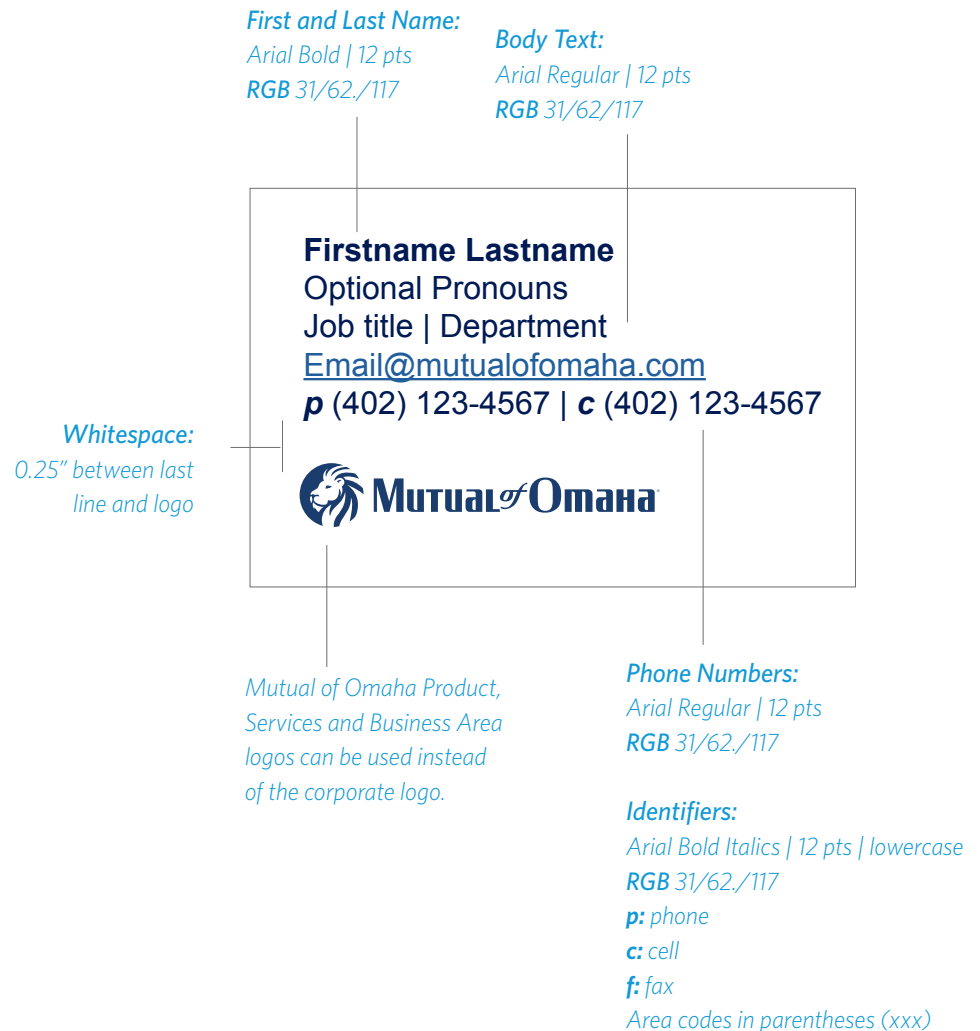 First and Last Name:
Arial Bold | 12 pts
RGB 31/62./117
Body Text:
Arial Regular | 12 pts
RGB 31/62/117
Firstname Lastname
Optional Pronouns
Job title | Department
Email@mutualofomaha.com
p (402) 123-4567 | c (402) 123-4567
Whitespace:
0.25” between last
line and logo
Mutual of Omaha
Mutual of Omaha Product,
Services and Business Area
logos can be used instead
of the corporate logo.
Phone Numbers:
Arial Regular | 12 pts
RGB 31/62./117
Identifiers:
Arial Bold Italics | 12 pts | lowercase
RGB 31/62./117
p: phone
c: cell
f: fax
Area codes in parentheses (xxx)